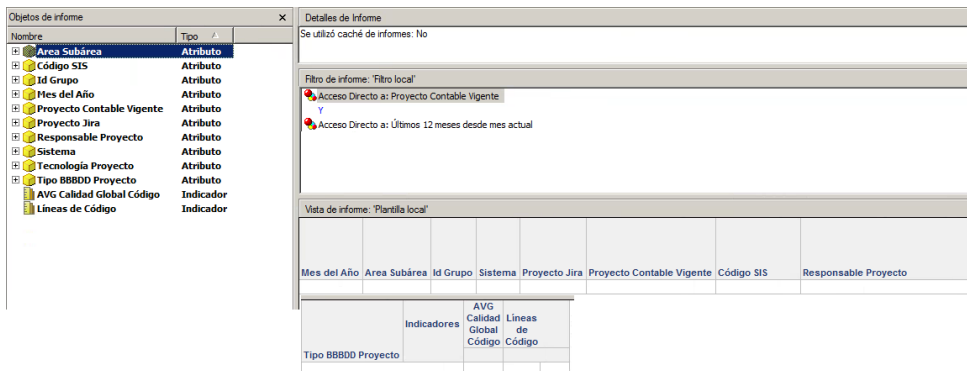 Objetos de informe
Nombre Tipo
Area Subárea Atributo
Código SIS Atributo
Id Grupo Atributo
Mes del Año Atributo
Proyecto Contable Vigente Atributo
Proyecto Jira Atributo
Responsable Proyecto Atributo
Sistema Atributo
Tecnología Proyecto Atributo
Tipo BBBDD Proyecto Atributo
AVG Calidad Global Código Indicador
Líneas de Código Indicador
Detalles de Informe
Se utilizó caché de informes: No
Filtro de informe: 'Filtro local'
Acceso Directo a: Proyecto Contable Vigente
Y
Acceso Directo a: Últimos 12 meses desde mes actual
Vista de informe: 'Plantilla local'
Mes del Año Area Subárea Id Grupo Sistema Proyecto Jira Proyecto Contable Vigente Código SIS Responsable Proyecto
Tipo BBBDD Proyecto
Indicadores
AVG
Calidad
Global
Código
Líneas
de
Código